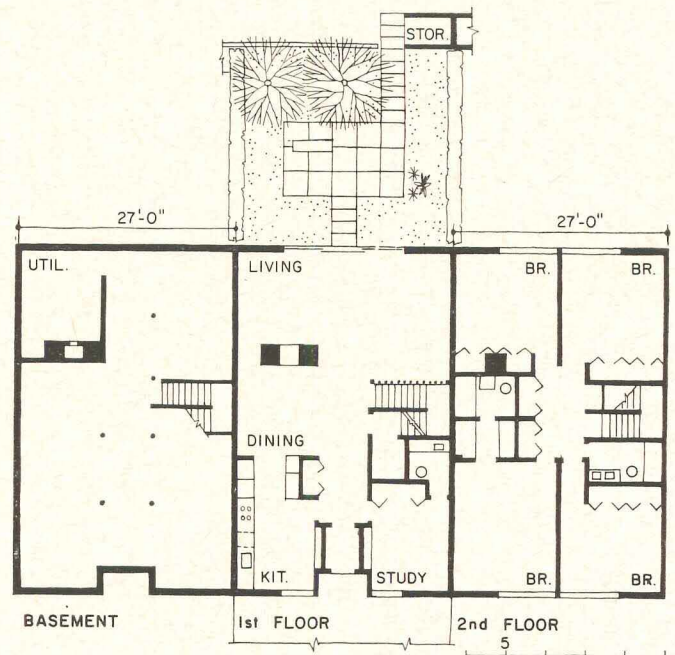 STOR.
27'-0"
27'-0"
UTIL.
LIVING
BR.
BR.
DINING
KIT.
STUDY
BR.
BR.
BASEMENT
1st FLOOR
2nd FLOOR
5